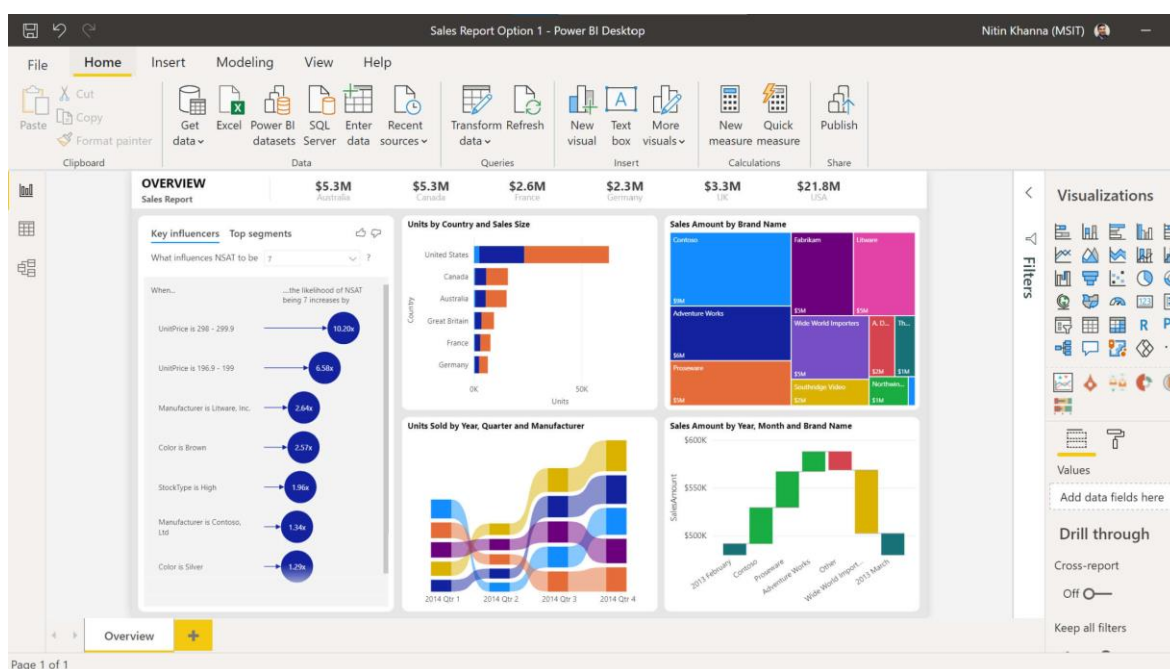 Sales Report Option 1 - Power BI Desktop
Nitin Khanna (MSIT)
File Home Insert Modeling View Help
Paste
Cut
Copy
Format painter
Clipboard
Get data
Excel
Power BI datasets
SQL Server
Enter data
Recent sources
Data
Transform data
Refresh
Queries
New visual
Text box
More visuals
Insert
New measure
Quick measure
Calculations
Publish
Share
OVERVIEW
Sales Report
$5.3M
Australia
$5.3M
Canada
$2.6M
France
$2.3M
Germany
$3.3M
UK
$21.8M
USA
Key influencers Top segments
What influences NSAT to be 7 ?
When...
...the likelihood of NSAT
being 7 increases by
UnitPrice is 298 - 299.9
10.20x
UnitPrice is 196.9 - 199
6.58x
Manufacturer is Litware, Inc.
2.64x
Color is Brown
2.57x
StockType is High
1.96x
Manufacturer is Contoso,
Ltd
1.34x
Color is Silver
1.29x
Units by Country and Sales Size
Country
United States
Canada
Australia
Great Britain
France
Germany
0K 50K
Units
Sales Amount by Brand Name
Contoso
$9M
Adventure Works
$6M
Proseware
$5M
Fabrikam
$5M
Litware
$5M
Wide World Importers
$5M
A. D...
$2M
Th...
$1M
Southridge Video
$2M
Northwin...
$1M
Units Sold by Year, Quarter and Manufacturer
2014 Qtr 1 2014 Qtr 2 2014 Qtr 3 2014 Qtr 4
Sales Amount by Year, Month and Brand Name
SalesAmount
$600K
$550K
$500K
2013 February
Contoso
Proseware
Adventure Works
Other
Wide World Import...
2013 March
Filters
Visualizations
R
Values
Add data fields here
Drill through
Cross-report
Off
Keep all filters
Overview +
Page 1 of 1